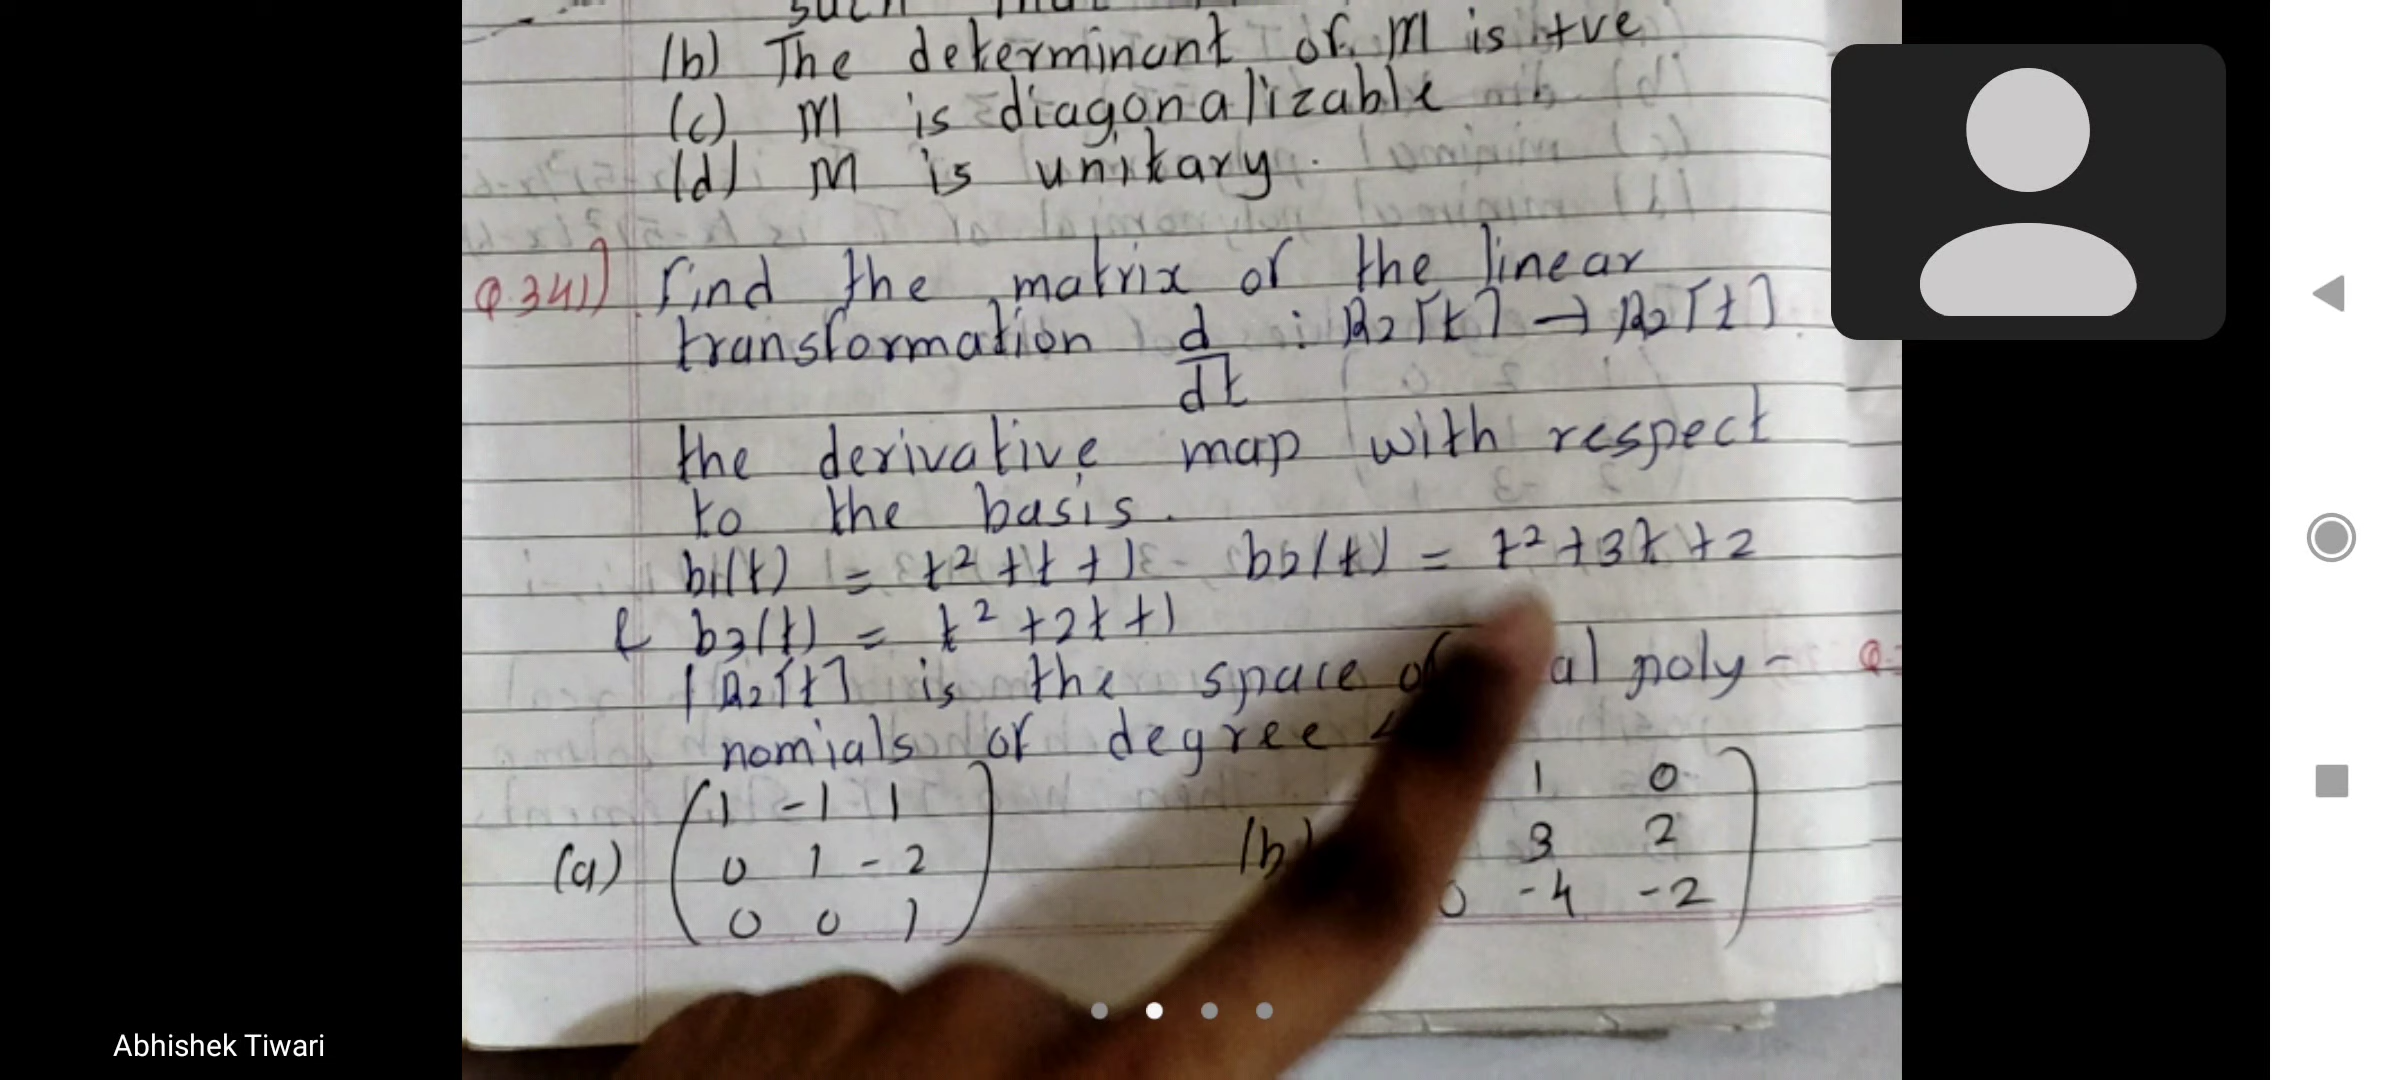 (b) The determinant of M is +ve
(c) M is diagonalizable
(d) M is unitary.
Q.341) find the matrix of the linear
transformation d/dt : R2[t] → R2[t]
the derivative map with respect
to the basis.
b1(t) = t² + t + 1 b2(t) = t² + 3t + 2
& b3(t) = t² + 2t + 1
R2[t] is the space of poly-
nomials of degree
(a) (b)
1 -1 1 1 0
0 1 -2 3 2
0 0 1 0 -4 -2
Abhishek Tiwari